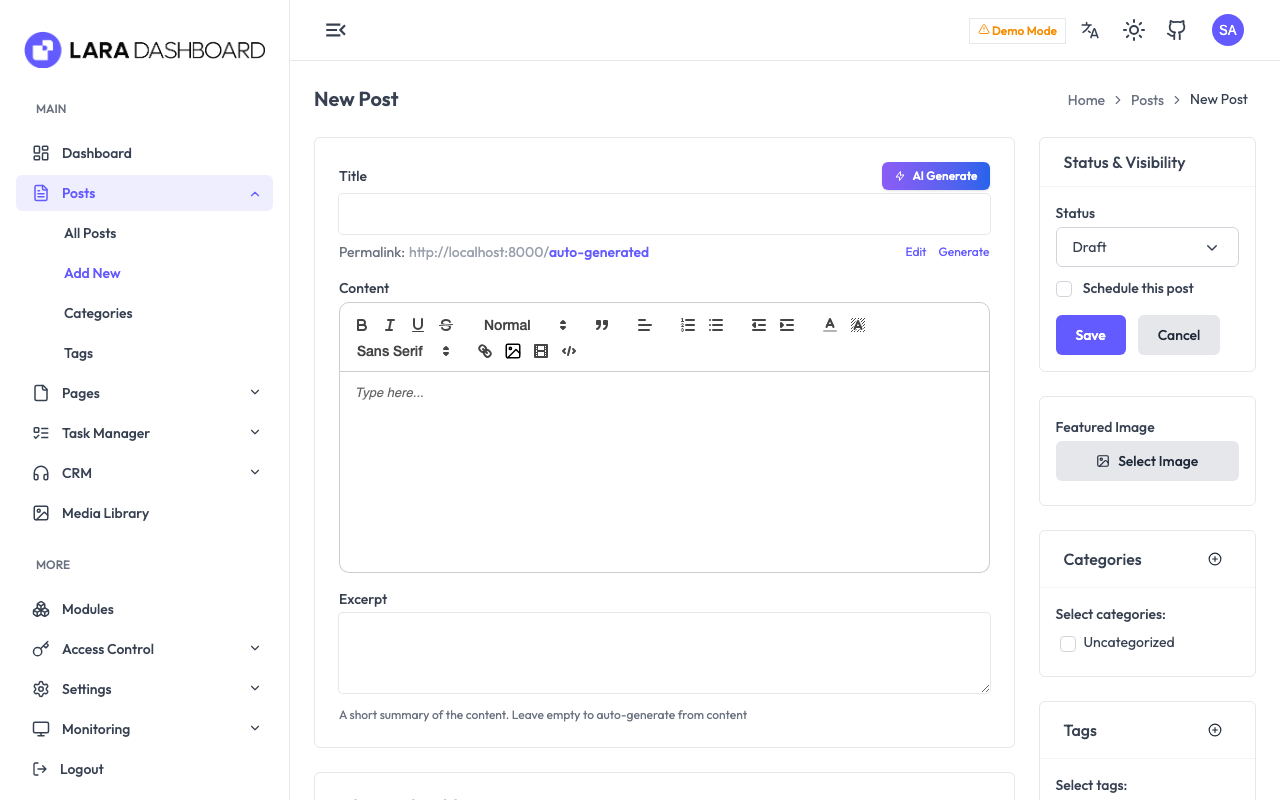 LARA DASHBOARD
MAIN
Dashboard
Posts
All Posts
Add New
Categories
Tags
Pages
Task Manager
CRM
Media Library
MORE
Modules
Access Control
Settings
Monitoring
Logout
Demo Mode
SA
New Post
Home > Posts > New Post
Title
AI Generate
Permalink: http://localhost:8000/auto-generated
Edit Generate
Content
Normal
Sans Serif
Type here...
Excerpt
A short summary of the content. Leave empty to auto-generate from content
Status & Visibility
Status
Draft
Schedule this post
Save Cancel
Featured Image
Select Image
Categories
Select categories:
Uncategorized
Tags
Select tags: